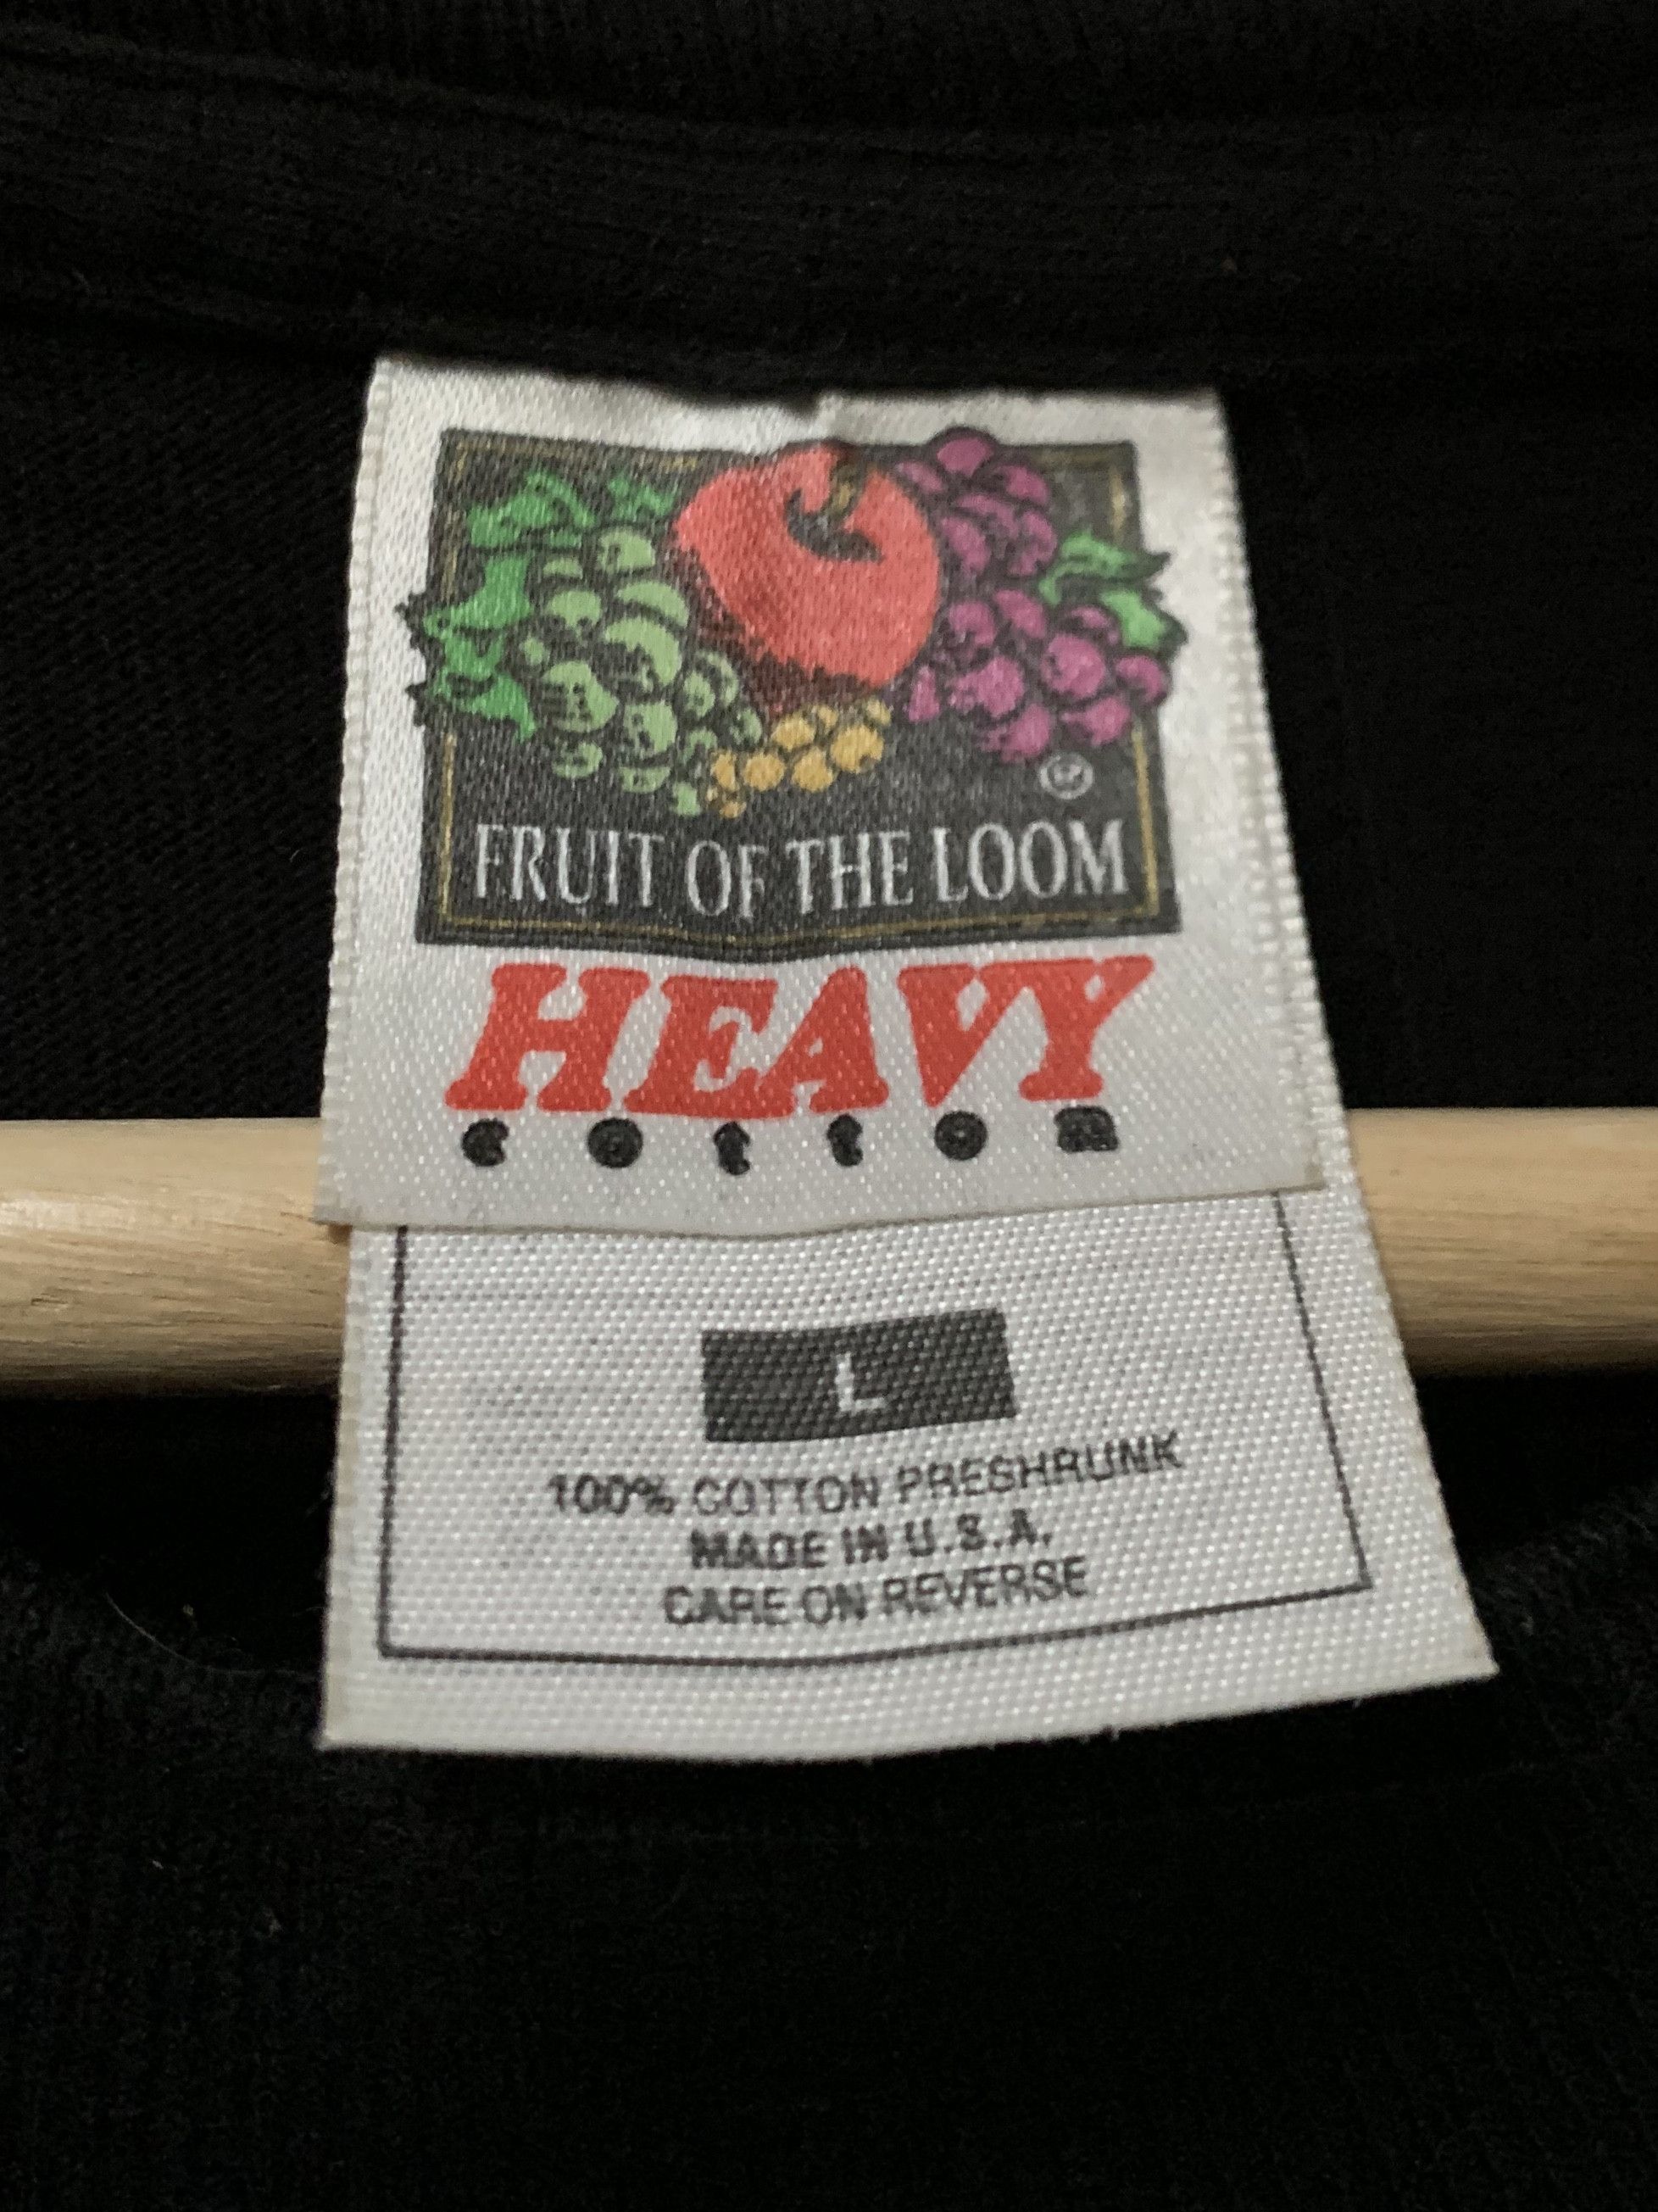 ®
FRUIT OF THE LOOM
HEAVY
cotton
L
100% COTTON PRESHRUNK
MADE IN U.S.A.
CARE ON REVERSE